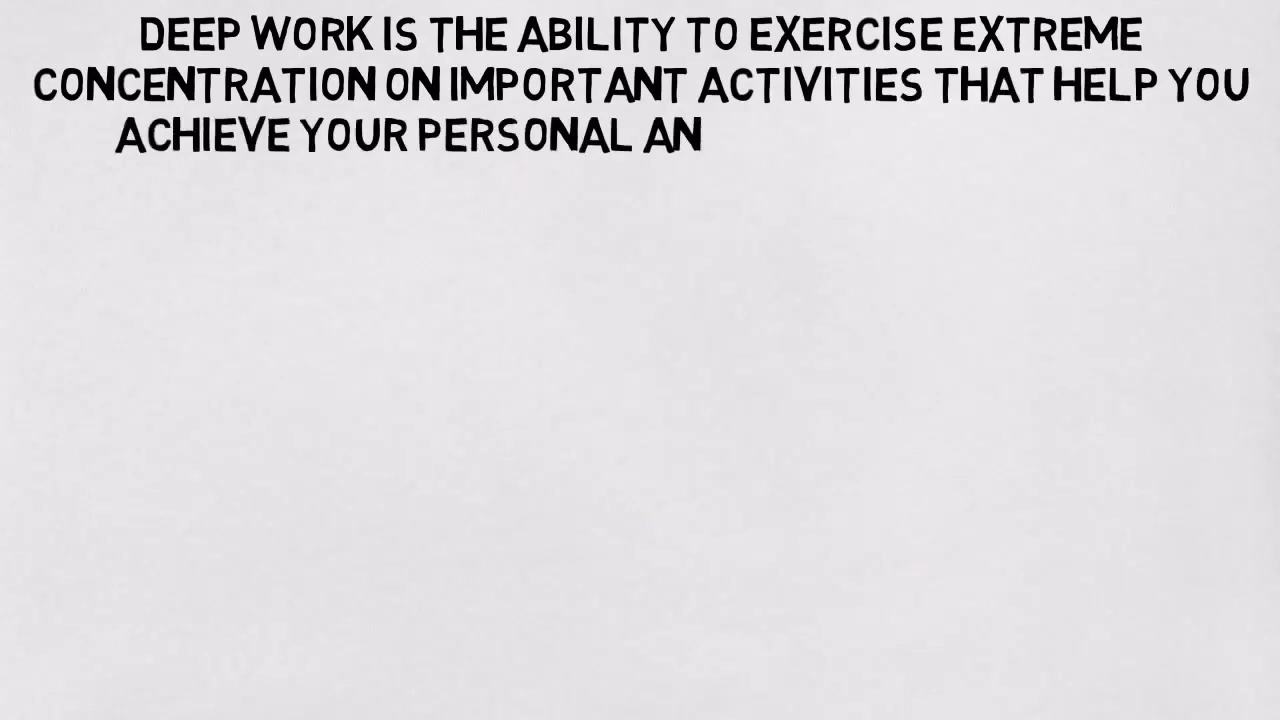 DEEP WORK IS THE ABILITY TO EXERCISE EXTREME
CONCENTRATION ON IMPORTANT ACTIVITIES THAT HELP YOU
ACHIEVE YOUR PERSONAL AN